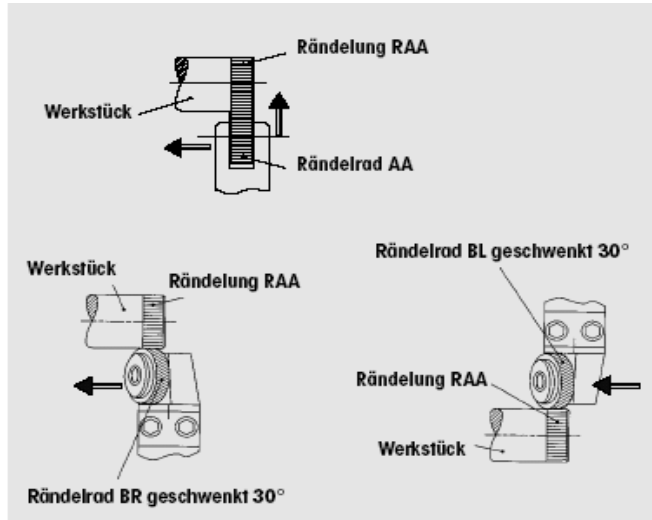 Rändelung RAA
Werkstück
Rändelrad AA
Werkstück
Rändelung RAA
Rändelrad BR geschwenkt 30°
Rändelrad BL geschwenkt 30°
Rändelung RAA
Werkstück